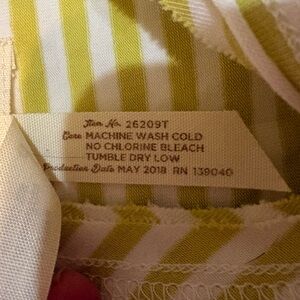 Item No. 26209T
Care MACHINE WASH COLD
NO CHLORINE BLEACH
TUMBLE DRY LOW
Production Date MAY 2018 RN 139040